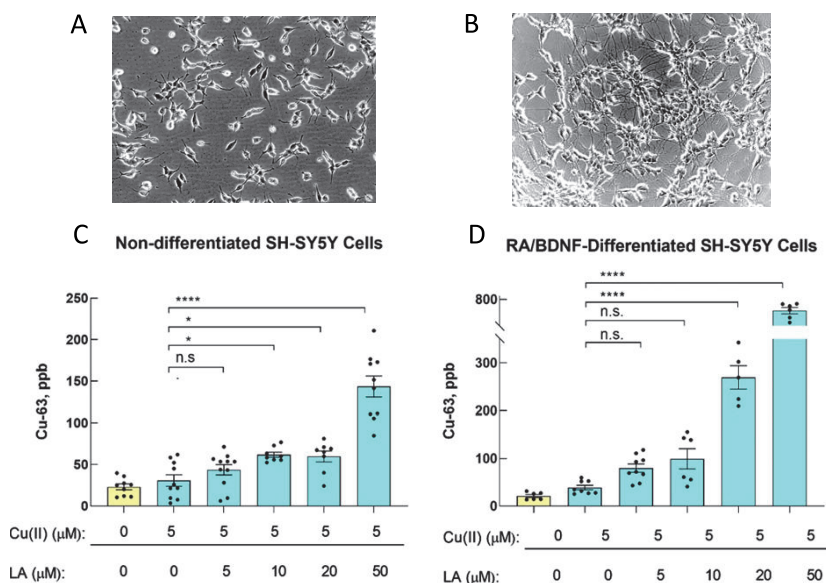 A
B
C
Non-differentiated SH-SY5Y Cells
250
200
150
100
50
0
Cu-63, ppb
****
*
*
n.s
Cu(II) (µM): 0 5 5 5 5 5
LA (µM): 0 0 5 10 20 50
D
RA/BDNF-Differentiated SH-SY5Y Cells
800
300
200
100
0
Cu-63, ppb
****
****
n.s.
n.s.
Cu(II) (µM): 0 5 5 5 5 5
LA (µM): 0 0 5 10 20 50